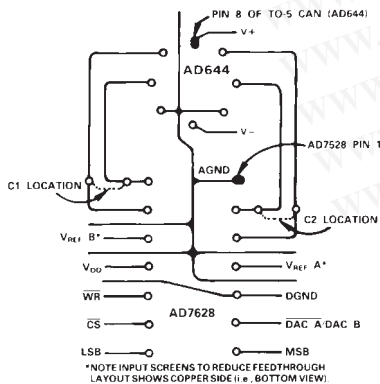 PIN 8 OF TO-5 CAN (AD644)
V+
AD644
V−
AD7528 PIN 1
AGND
C1 LOCATION
C2 LOCATION
VREF B*
VDD
VREF A*
WR
DGND
AD7628
CS
DAC A/DAC B
LSB
MSB
*NOTE INPUT SCREENS TO REDUCE FEEDTHROUGH
LAYOUT SHOWS COPPER SIDE (i.e., BOTTOM VIEW).